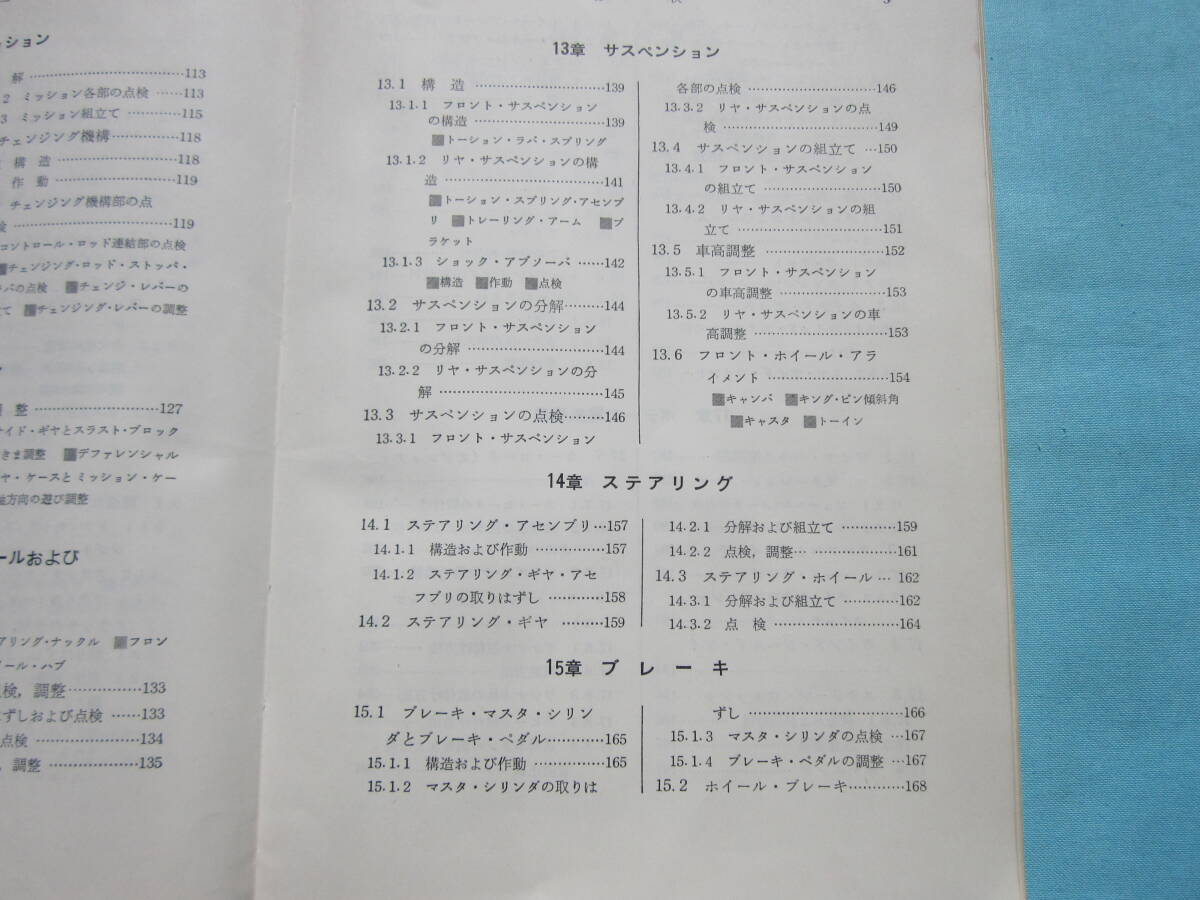 ション
解 ……113
2 ミッション各部の点検 ……113
3 ミッション組立て ……115
チェンジング機構……118
構 造 ……118
作 動 ……119
チェンジング機構部の点
検 ……119
コントロール・ロッド連結部の点検
チェンジング・ロッド・ストッパ・
の点検 チェンジ・レバーの
て チェンジング・レバーの調整
調 整 ……127
イド・ギヤとスラスト・ブロック
きま調整 デファレンシャル
ヤ・ケースとミッション・ケー
方向の遊び調整
ールおよび
アリング・ナックル フロン
ール・ハブ
点検，調整……133
ずしおよび点検 ……133
点検 ……134
，調整 ……135
13章 サスペンション
13.1 構 造 ……139
13.1.1 フロント・サスペンション
の構造 ……139
トーション・ラバ・スプリング
13.1.2 リヤ・サスペンションの構
造 ……141
トーション・スプリング・アセンブ
リ トレーリング・アーム ブ
ラケット
13.1.3 ショック・アブソーバ ……142
構造 作動 点検
13.2 サスペンションの分解……144
13.2.1 フロント・サスペンション
の分解 ……144
13.2.2 リヤ・サスペンションの分
解 ……145
13.3 サスペンションの点検……146
13.3.1 フロント・サスペンション
各部の点検 ……146
13.3.2 リヤ・サスペンションの点
検 ……149
13.4 サスペンションの組立て …150
13.4.1 フロント・サスペンション
の組立て ……150
13.4.2 リヤ・サスペンションの組
立て ……151
13.5 車高調整 ……152
13.5.1 フロント・サスペンション
の車高調整 ……153
13.5.2 リヤ・サスペンションの車
高調整 ……153
13.6 フロント・ホイール・アラ
イメント ……154
キャンバ キング・ピン傾斜角
キャスタ トーイン
14章 ステアリング
14.1 ステアリング・アセンブリ…157
14.1.1 構造および作動 ……157
14.1.2 ステアリング・ギヤ・アセ
フブリの取りはずし ……158
14.2 ステアリング・ギヤ ……159
14.2.1 分解および組立て ……159
14.2.2 点検，調整… ……161
14.3 ステアリング・ホイール … 162
14.3.1 分解および組立て ……162
14.3.2 点 検 ……164
15章 ブレーキ
15.1 ブレーキ・マスタ・シリン
ダとブレーキ・ペダル……165
15.1.1 構造および作動 ……165
15.1.2 マスタ・シリンダの取りは
ずし ……166
15.1.3 マスタ・シリンダの点検 …167
15.1.4 ブレーキ・ペダルの調整 …167
15.2 ホイール・ブレーキ……168